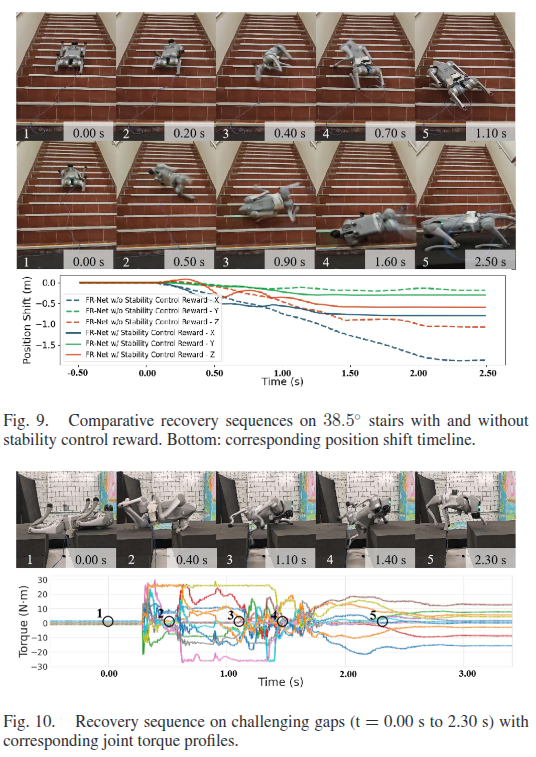 1 0.00 s 2 0.20 s 3 0.40 s 4 0.70 s 5 1.10 s
1 0.00 s 2 0.50 s 3 0.90 s 4 1.60 s 5 2.50 s
Position Shift (m)
0.0
−0.5
−1.0
−1.5
FR-Net w/o Stability Control Reward - X
FR-Net w/o Stability Control Reward - Y
FR-Net w/o Stability Control Reward - Z
FR-Net w/ Stability Control Reward - X
FR-Net w/ Stability Control Reward - Y
FR-Net w/ Stability Control Reward - Z
-0.50 0.00 0.50 1.00 1.50 2.00 2.50
Time (s)
Fig. 9. Comparative recovery sequences on 38.5° stairs with and without
stability control reward. Bottom: corresponding position shift timeline.
1 0.00 s 2 0.40 s 3 1.10 s 4 1.40 s 5 2.30 s
Torque (N·m)
30
20
10
0
−10
−20
−30
1 2 3 4 5
0.00 1.00 2.00 3.00
Time (s)
Fig. 10. Recovery sequence on challenging gaps (t = 0.00 s to 2.30 s) with
corresponding joint torque profiles.